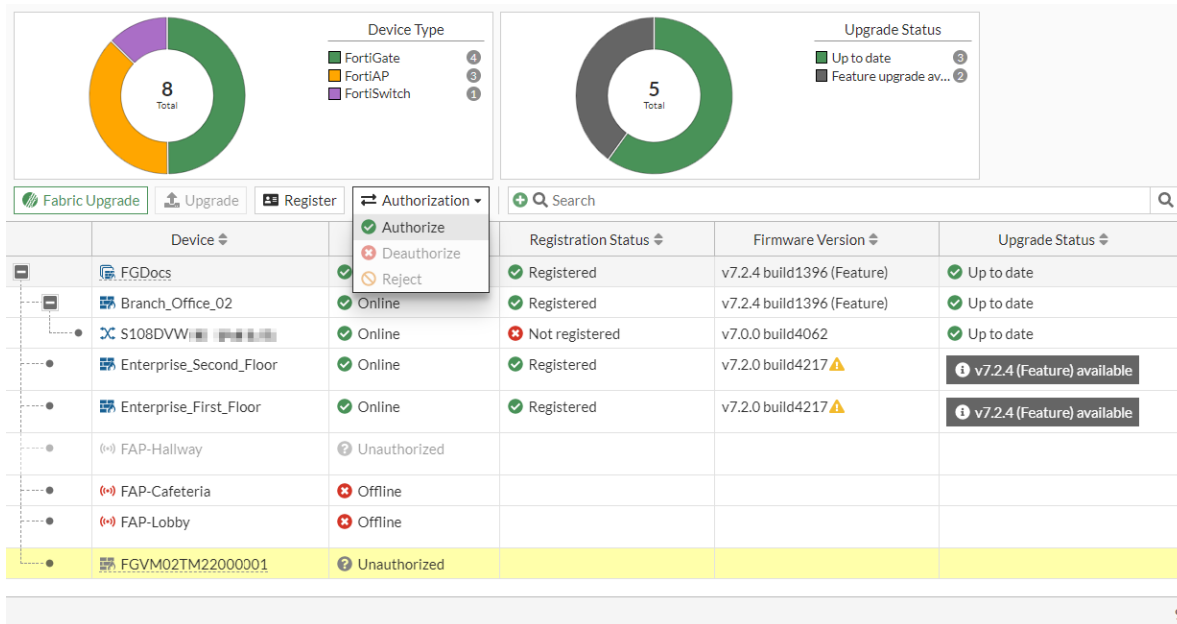 Device Type
FortiGate 4
FortiAP 3
FortiSwitch 1
8
Total
Upgrade Status
Up to date 3
Feature upgrade av... 2
5
Total
Fabric Upgrade Upgrade Register Authorization Search
Authorize
Deauthorize
Reject
Device Registration Status Firmware Version Upgrade Status
FGDocs Registered v7.2.4 build1396 (Feature) Up to date
Branch_Office_02 Online Registered v7.2.4 build1396 (Feature) Up to date
S108DVW Online Not registered v7.0.0 build4062 Up to date
Enterprise_Second_Floor Online Registered v7.2.0 build4217 v7.2.4 (Feature) available
Enterprise_First_Floor Online Registered v7.2.0 build4217 v7.2.4 (Feature) available
FAP-Hallway Unauthorized
FAP-Cafeteria Offline
FAP-Lobby Offline
FGVM02TM22000001 Unauthorized